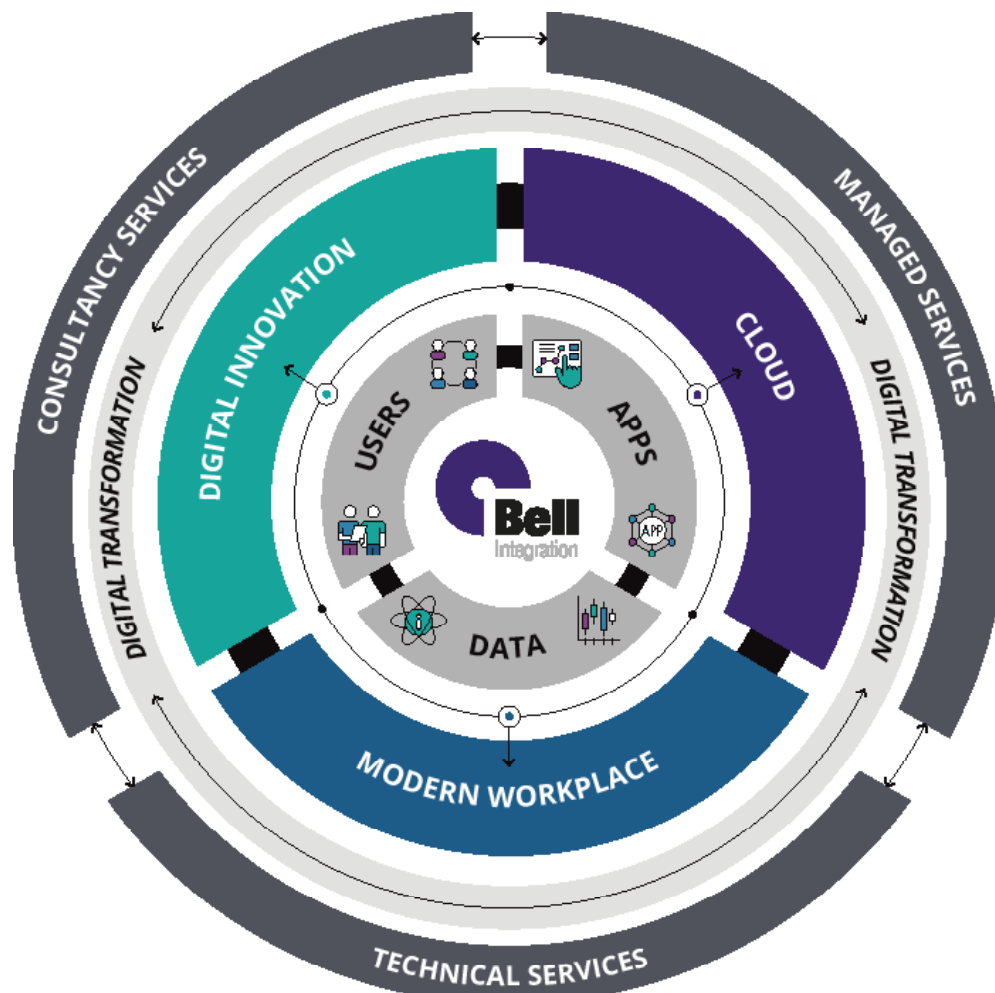 CONSULTANCY SERVICES
MANAGED SERVICES
DIGITAL INNOVATION
CLOUD
USERS
APPS
Bell
Integration
APP
i
DATA
DIGITAL TRANSFORMATION
DIGITAL TRANSFORMATION
MODERN WORKPLACE
TECHNICAL SERVICES